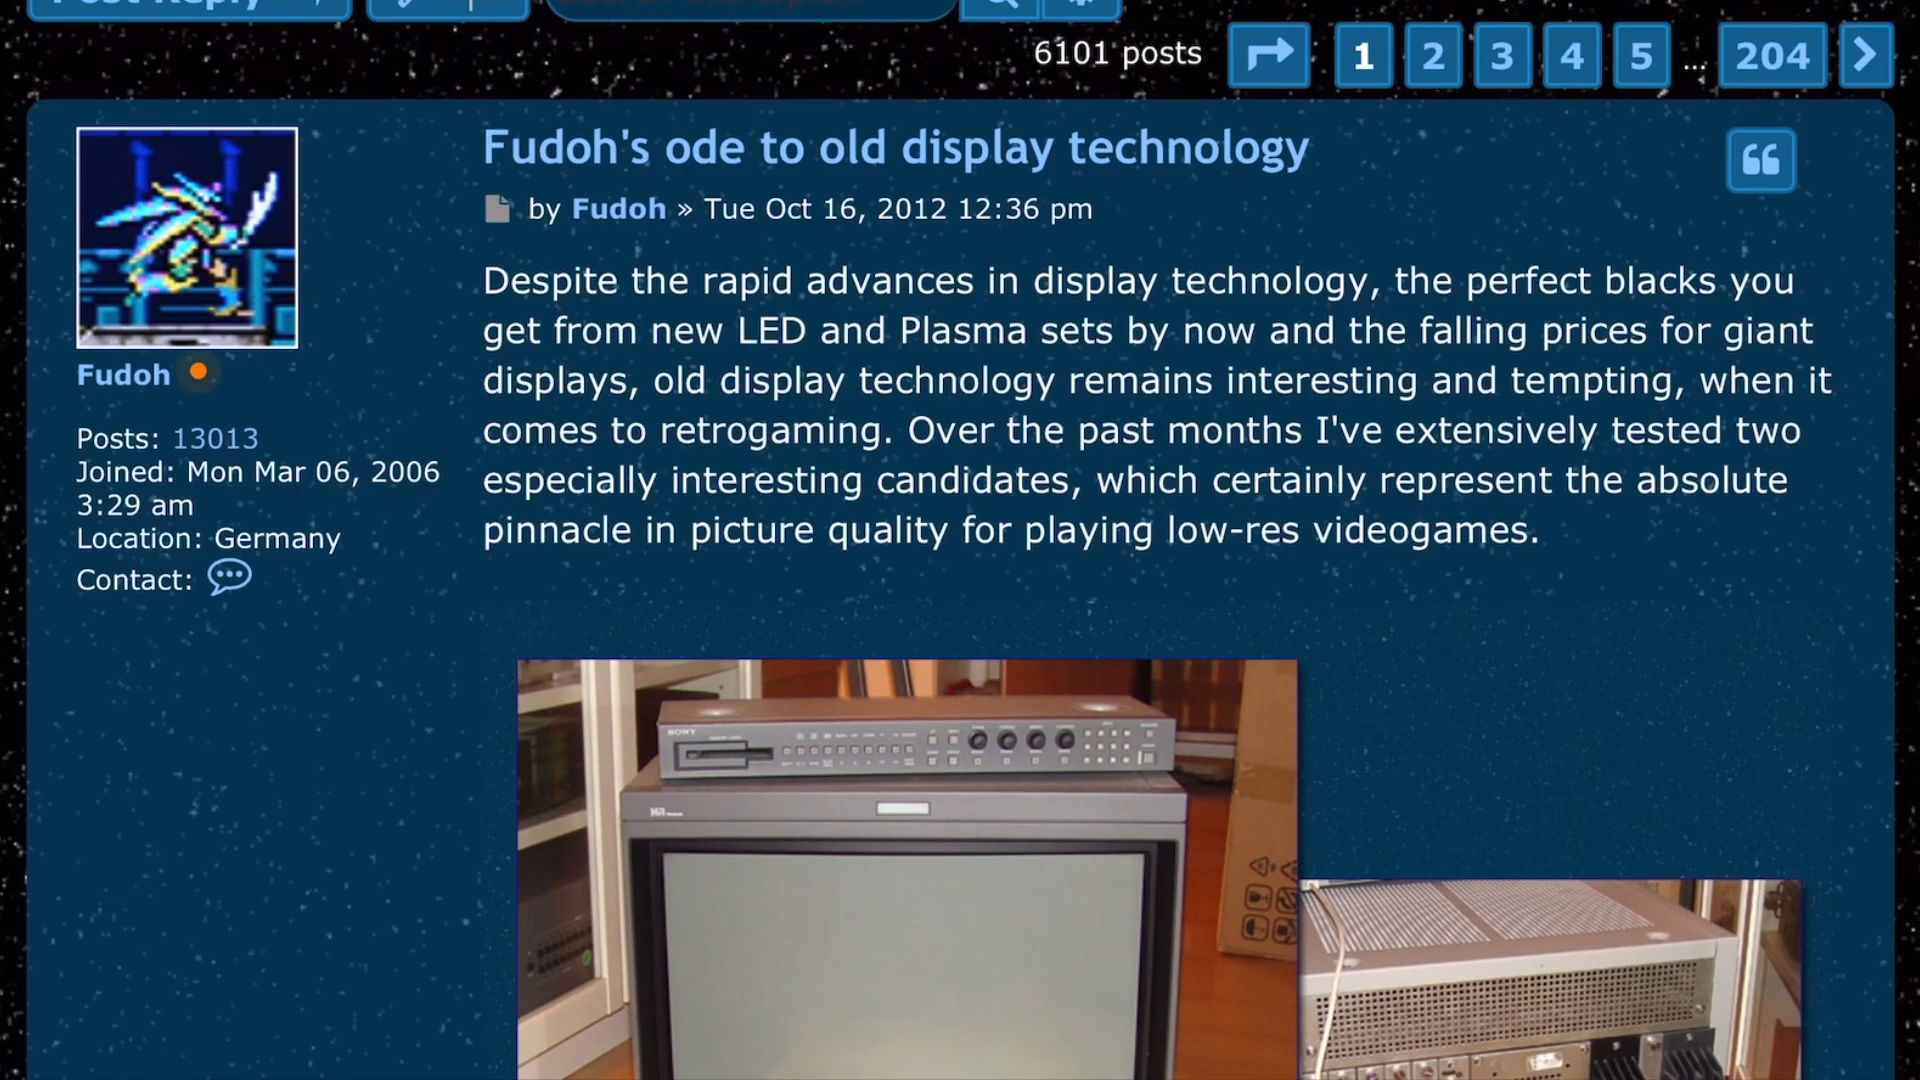 6101 posts
1 2 3 4 5 ... 204
Fudoh's ode to old display technology
by Fudoh » Tue Oct 16, 2012 12:36 pm
Despite the rapid advances in display technology, the perfect blacks you
get from new LED and Plasma sets by now and the falling prices for giant
displays, old display technology remains interesting and tempting, when it
comes to retrogaming. Over the past months I've extensively tested two
especially interesting candidates, which certainly represent the absolute
pinnacle in picture quality for playing low-res videogames.
Fudoh
Posts: 13013
Joined: Mon Mar 06, 2006
3:29 am
Location: Germany
Contact:
SONY
HR